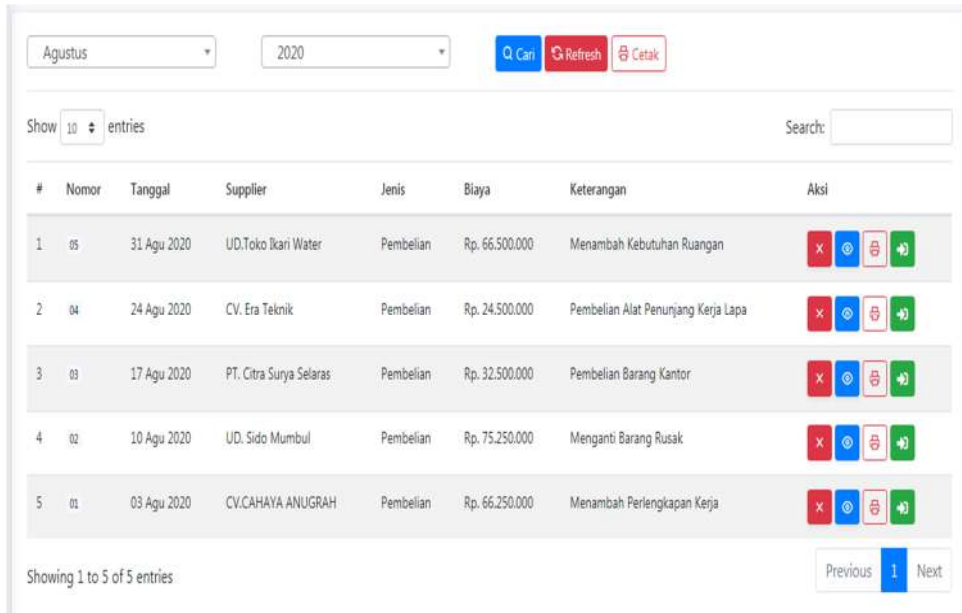 Agustus 2020 Cari Refresh Cetak
Show 10 entries Search:
# Nomor Tanggal Supplier Jenis Biaya Keterangan Aksi
1 05 31 Agu 2020 UD.Toko Ikari Water Pembelian Rp. 66.500.000 Menambah Kebutuhan Ruangan
2 04 24 Agu 2020 CV. Era Teknik Pembelian Rp. 24.500.000 Pembelian Alat Penunjang Kerja Lapa
3 03 17 Agu 2020 PT. Citra Surya Selaras Pembelian Rp. 32.500.000 Pembelian Barang Kantor
4 02 10 Agu 2020 UD. Sido Mumbul Pembelian Rp. 75.250.000 Menganti Barang Rusak
5 01 03 Agu 2020 CV.CAHAYA ANUGRAH Pembelian Rp. 66.250.000 Menambah Perlengkapan Kerja
Showing 1 to 5 of 5 entries Previous 1 Next